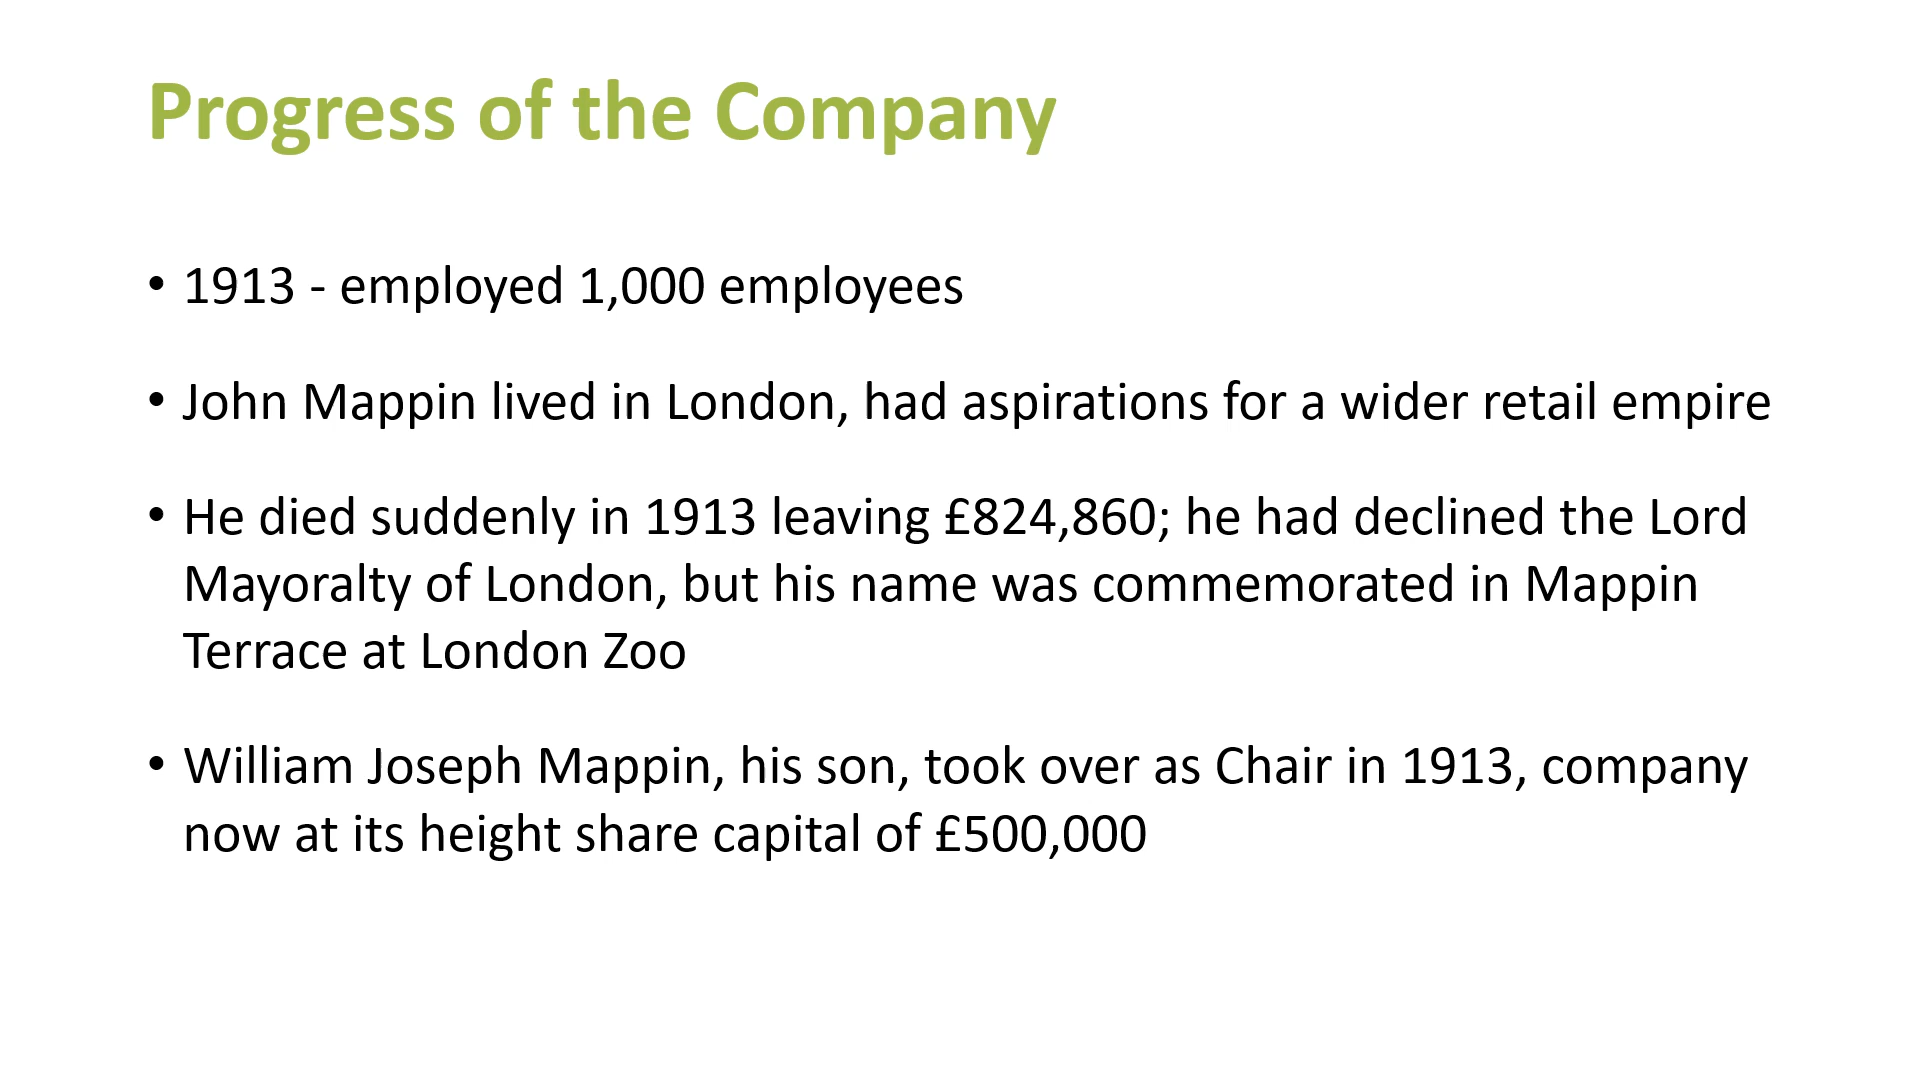 Progress of the Company
• 1913 - employed 1,000 employees
• John Mappin lived in London, had aspirations for a wider retail empire
• He died suddenly in 1913 leaving £824,860; he had declined the Lord
Mayoralty of London, but his name was commemorated in Mappin
Terrace at London Zoo
• William Joseph Mappin, his son, took over as Chair in 1913, company
now at its height share capital of £500,000